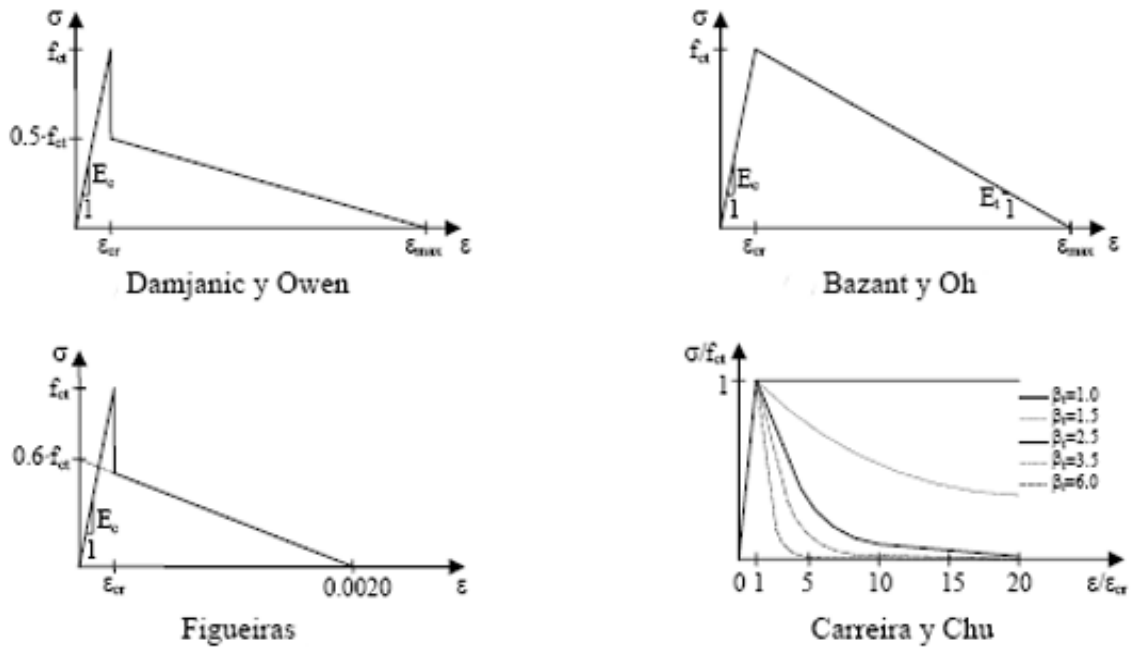 σ
f_ct
0.5·f_ct
E_c
1
ε_cr
ε_max
ε
Damjanic y Owen
σ
f_ct
E_c
1
E_t
1
ε_cr
ε_max
ε
Bazant y Oh
σ
f_ct
0.6·f_ct
E_c
1
ε_cr
0.0020
ε
Figueiras
σ/f_ct
1
β_t=1.0
β_t=1.5
β_t=2.5
β_t=3.5
β_t=6.0
0 1 5 10 15 20
ε/ε_cr
Carreira y Chu